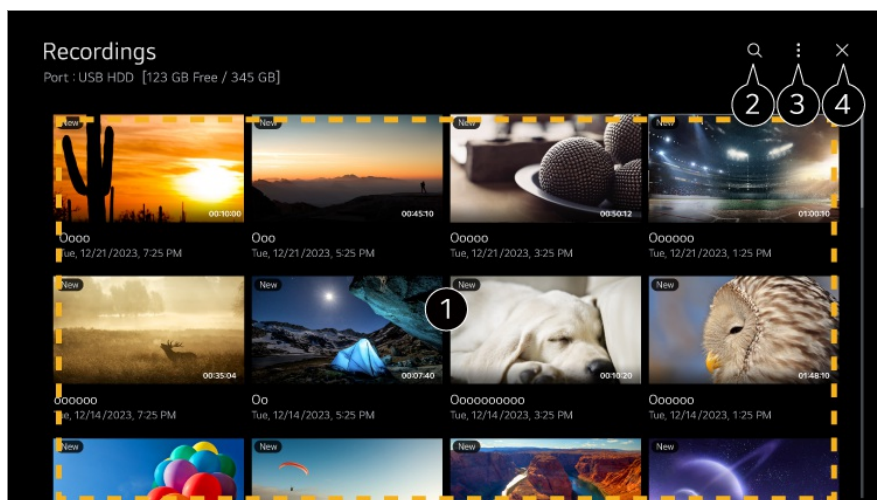 Recordings
Port : USB HDD [123 GB Free / 345 GB]
2 3 4
New New New New
00:10:00 00:45:10 00:50:12 01:00:10
Oooo Ooo Ooooo Oooooo
Tue, 12/21/2023, 7:25 PM Tue, 12/21/2023, 5:25 PM Tue, 12/21/2023, 3:25 PM Tue, 12/21/2023, 1:25 PM
New New New New
1
00:35:04 00:07:40 00:10:20 01:48:10
oooooo Oo Oooooooooo Oooooo
Tue, 12/14/2023, 7:25 PM Tue, 12/14/2023, 5:25 PM Tue, 12/14/2023, 3:25 PM Tue, 12/14/2023, 1:25 PM
New New New New